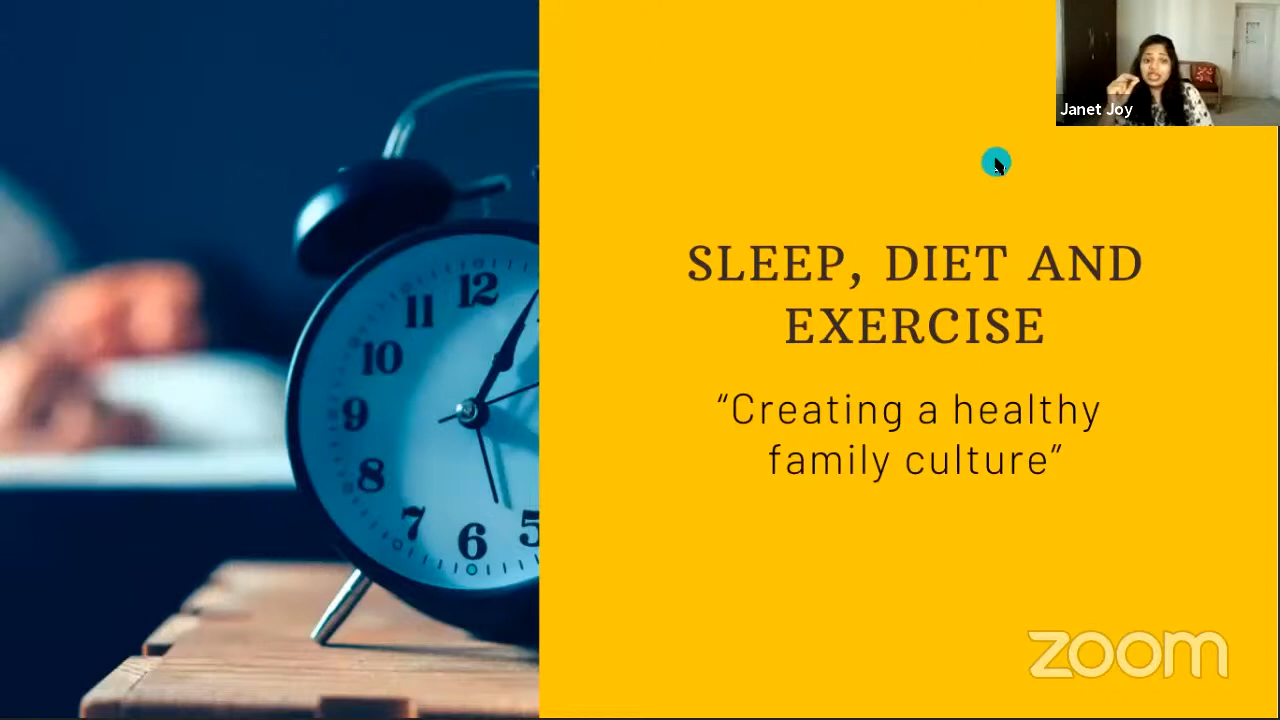 Janet Joy
SLEEP, DIET AND
EXERCISE
“Creating a healthy
family culture”
12
11
10
9
8
7
6
5
zoom